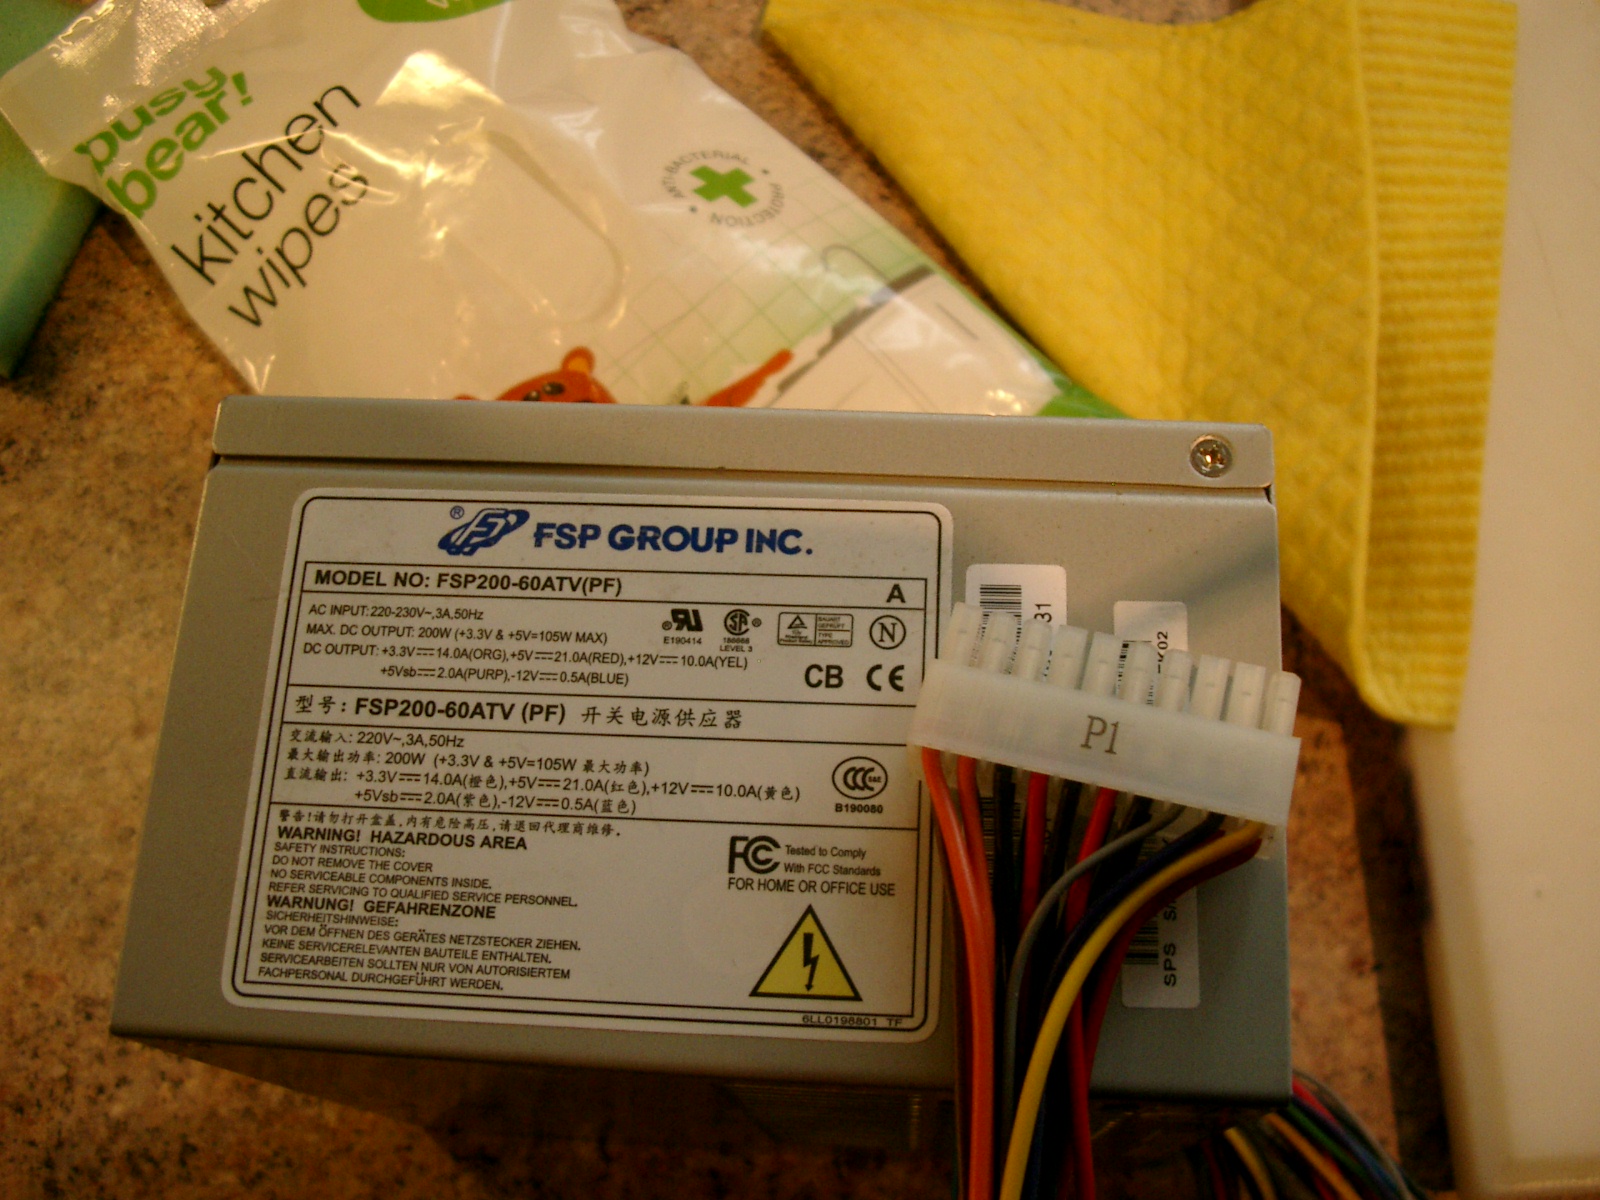 busy
bear!
kitchen
wipes
ANTI-BACTERIAL
PROTECTION
® FSP GROUP INC.
MODEL NO: FSP200-60ATV(PF)
A
AC INPUT: 220-230V~,3A,50Hz
MAX. DC OUTPUT: 200W (+3.3V & +5V=105W MAX)
DC OUTPUT: +3.3V⎓14.0A(ORG),+5V⎓21.0A(RED),+12V⎓10.0A(YEL)
+5Vsb⎓2.0A(PURP),-12V⎓0.5A(BLUE)
E190414
SA ®
LEVEL 3
BAUART
GEPRUFT
TYPE
APPROVED
N
CB CE
型号: FSP200-60ATV (PF) 开关电源供应器
交流输入: 220V~,3A,50Hz
最大输出功率: 200W (+3.3V & +5V=105W 最大功率)
直流输出: +3.3V⎓14.0A(橙色),+5V⎓21.0A(红色),+12V⎓10.0A(黄色)
+5Vsb⎓2.0A(紫色),-12V⎓0.5A(蓝色)
CCC S&E
B190080
警告!请勿打开盒盖,内有危险高压,请退回代理商维修.
WARNING! HAZARDOUS AREA
SAFETY INSTRUCTIONS:
DO NOT REMOVE THE COVER
NO SERVICEABLE COMPONENTS INSIDE.
REFER SERVICING TO QUALIFIED SERVICE PERSONNEL.
WARNUNG! GEFAHRENZONE
SICHERHEITSHINWEISE:
VOR DEM ÖFFNEN DES GERÄTES NETZSTECKER ZIEHEN.
KEINE SERVICERELEVANTEN BAUTEILE ENTHALTEN.
SERVICEARBEITEN SOLLTEN NUR VON AUTORISIERTEM
FACHPERSONAL DURCHGEFÜHRT WERDEN.
FC Tested to Comply
With FCC Standards
FOR HOME OR OFFICE USE
6LL0198801 TF
P1
31
02
SPS